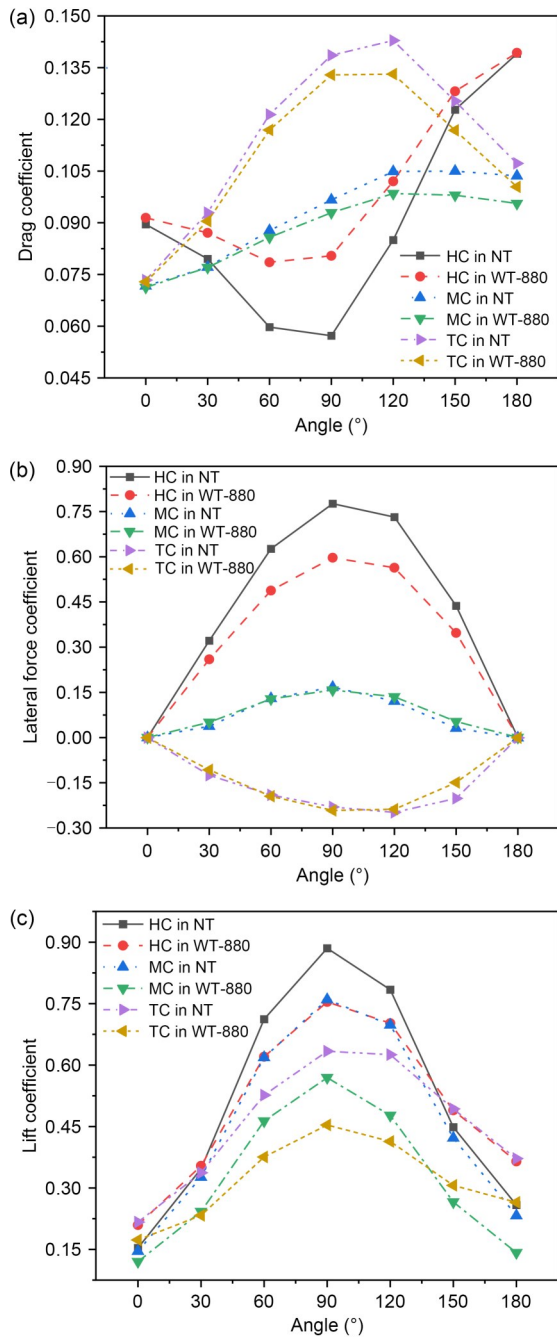 (a)
0.150
0.135
0.120
0.105
0.090
0.075
0.060
0.045
Drag coefficient
HC in NT
HC in WT-880
MC in NT
MC in WT-880
TC in NT
TC in WT-880
0 30 60 90 120 150 180
Angle (°)
(b)
0.90
0.75
0.60
0.45
0.30
0.15
0.00
−0.15
−0.30
Lateral force coefficient
HC in NT
HC in WT-880
MC in NT
MC in WT-880
TC in NT
TC in WT-880
0 30 60 90 120 150 180
Angle (°)
(c)
0.90
0.75
0.60
0.45
0.30
0.15
Lift coefficient
HC in NT
HC in WT-880
MC in NT
MC in WT-880
TC in NT
TC in WT-880
0 30 60 90 120 150 180
Angle (°)